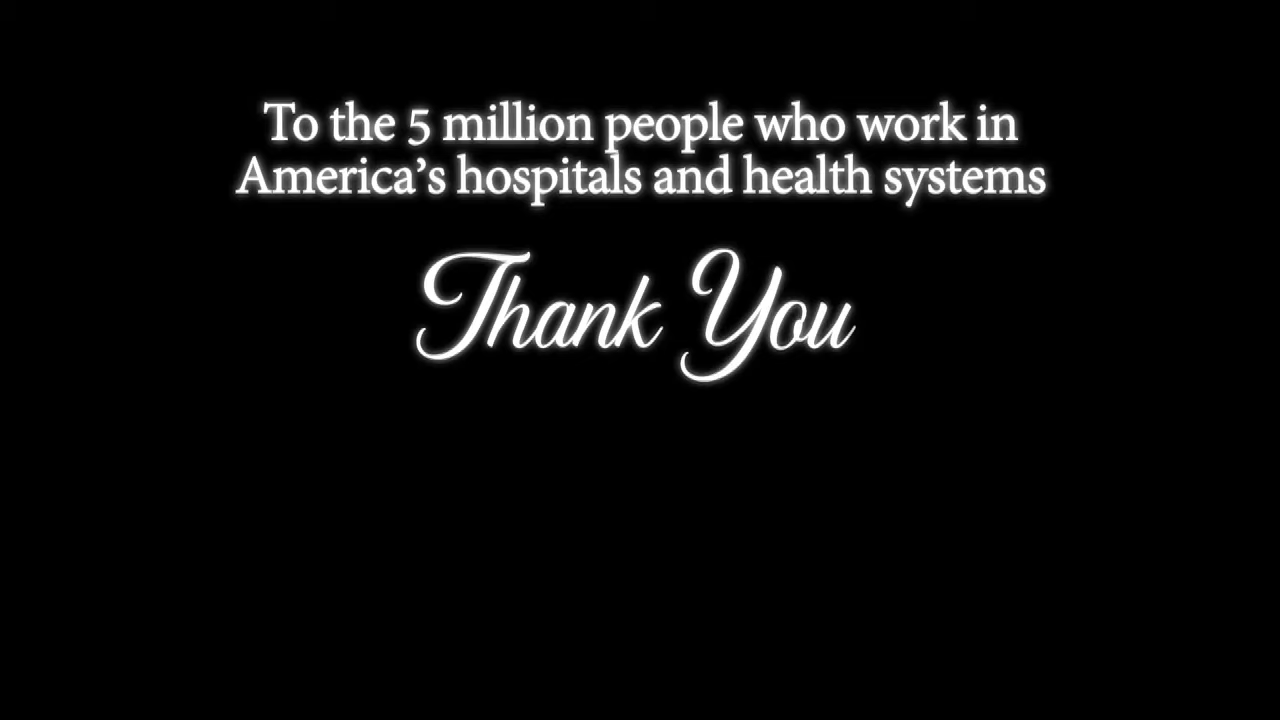 To the 5 million people who work in
America’s hospitals and health systems
Thank You